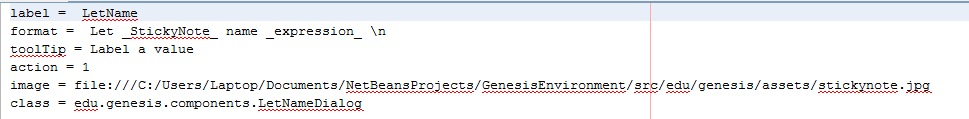 label =  LetName
format =  Let _StickyNote_ name _expression_ \n
toolTip = Label a value
action = 1
image = file:///C:/Users/Laptop/Documents/NetBeansProjects/GenesisEnvironment/src/edu/genesis/assets/stickynote.jpg
class = edu.genesis.components.LetNameDialog